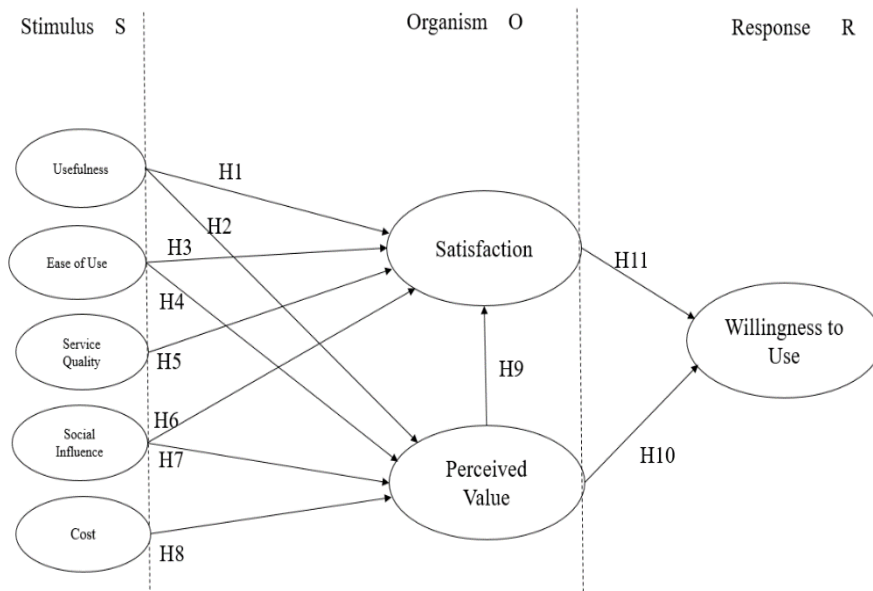 Stimulus S
Organism O
Response R
Usefulness
H1
H2
Ease of Use
H3
H4
Satisfaction
H11
Service
Quality
H5
Willingness to
Use
H9
Social
Influence
H6
H7
Perceived
Value
H10
Cost
H8